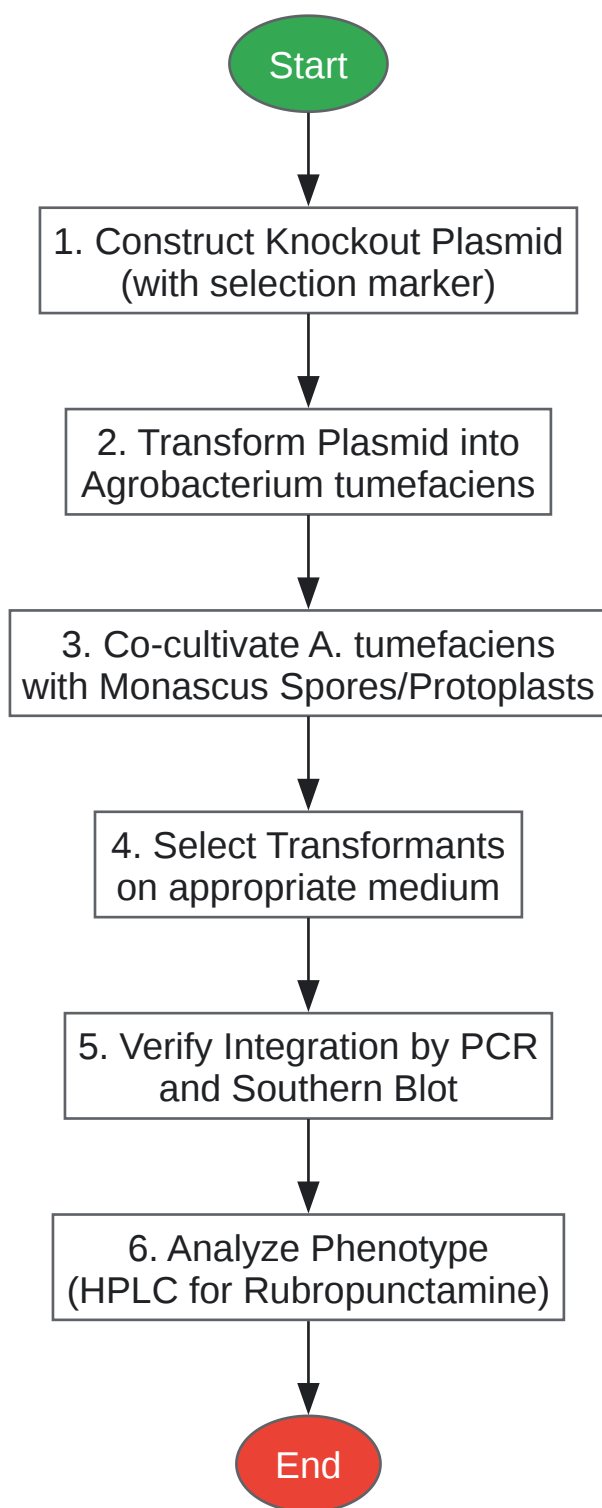 Start
1. Construct Knockout Plasmid
(with selection marker)
2. Transform Plasmid into
Agrobacterium tumefaciens
3. Co-cultivate A. tumefaciens
with Monascus Spores/Protoplasts
4. Select Transformants
on appropriate medium
5. Verify Integration by PCR
and Southern Blot
6. Analyze Phenotype
(HPLC for Rubropunctamine)
End